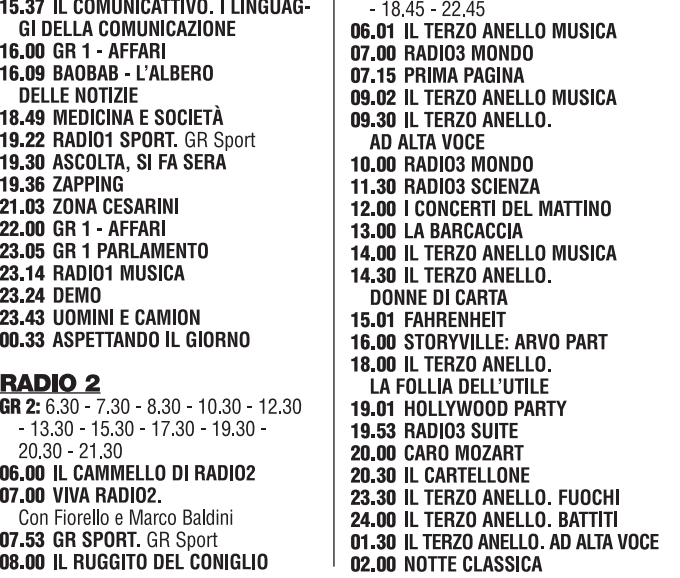 15.37 IL COMUNICATTIVO. I LINGUAG-
GI DELLA COMUNICAZIONE
16.00 GR 1 - AFFARI
16.09 BAOBAB - L'ALBERO
DELLE NOTIZIE
18.49 MEDICINA E SOCIETÀ
19.22 RADIO1 SPORT. GR Sport
19.30 ASCOLTA, SI FA SERA
19.36 ZAPPING
21.03 ZONA CESARINI
22.00 GR 1 - AFFARI
23.05 GR 1 PARLAMENTO
23.14 RADIO1 MUSICA
23.24 DEMO
23.43 UOMINI E CAMION
00.33 ASPETTANDO IL GIORNO
RADIO 2
GR 2: 6.30 - 7.30 - 8.30 - 10.30 - 12.30
- 13.30 - 15.30 - 17.30 - 19.30 -
20.30 - 21.30
06.00 IL CAMMELLO DI RADIO2
07.00 VIVA RADIO2.
Con Fiorello e Marco Baldini
07.53 GR SPORT. GR Sport
08.00 IL RUGGITO DEL CONIGLIO
- 18.45 - 22.45
06.01 IL TERZO ANELLO MUSICA
07.00 RADIO3 MONDO
07.15 PRIMA PAGINA
09.02 IL TERZO ANELLO MUSICA
09.30 IL TERZO ANELLO.
AD ALTA VOCE
10.00 RADIO3 MONDO
11.30 RADIO3 SCIENZA
12.00 I CONCERTI DEL MATTINO
13.00 LA BARCACCIA
14.00 IL TERZO ANELLO MUSICA
14.30 IL TERZO ANELLO.
DONNE DI CARTA
15.01 FAHRENHEIT
16.00 STORYVILLE: ARVO PART
18.00 IL TERZO ANELLO.
LA FOLLIA DELL'UTILE
19.01 HOLLYWOOD PARTY
19.53 RADIO3 SUITE
20.00 CARO MOZART
20.30 IL CARTELLONE
23.30 IL TERZO ANELLO. FUOCHI
24.00 IL TERZO ANELLO. BATTITI
01.30 IL TERZO ANELLO. AD ALTA VOCE
02.00 NOTTE CLASSICA